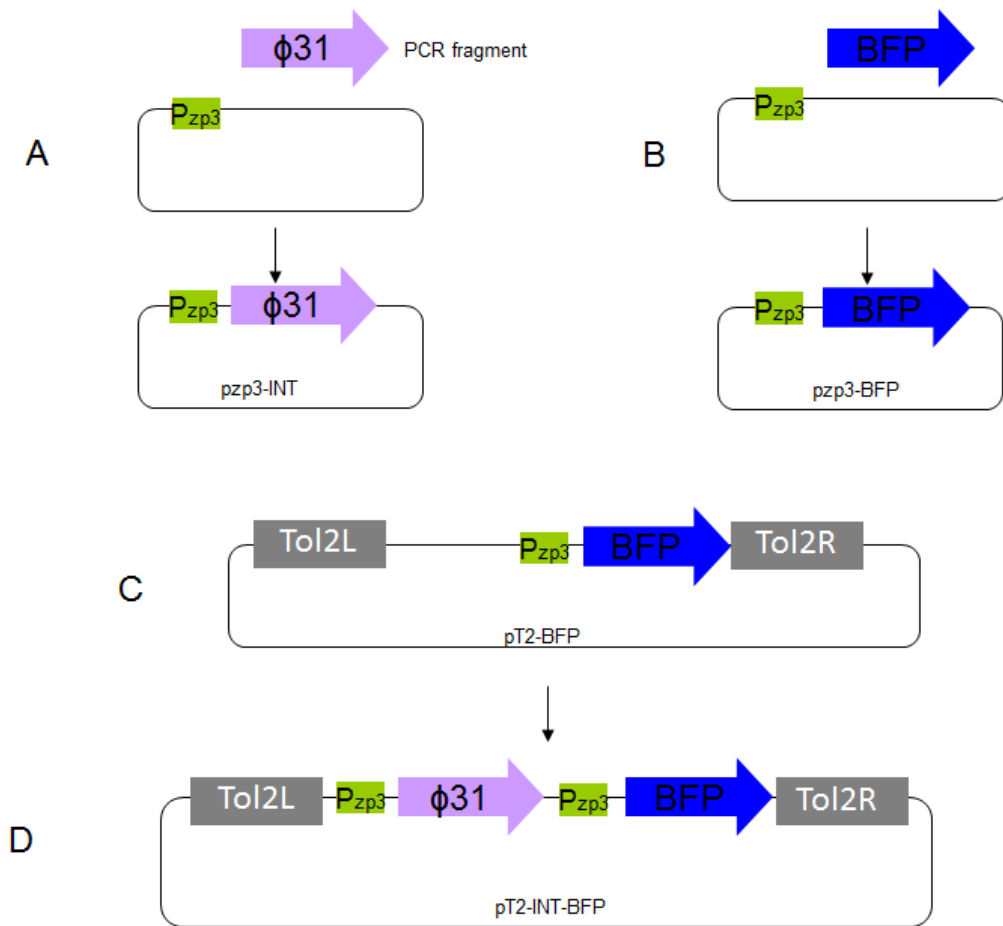 ϕ31
PCR fragment
Pzp3
A
ϕ31
Pzp3
pzp3-INT
BFP
Pzp3
B
BFP
Pzp3
pzp3-BFP
Tol2L
Pzp3
BFP
Tol2R
C
pT2-BFP
Tol2L
Pzp3
ϕ31
Pzp3
BFP
Tol2R
D
pT2-INT-BFP